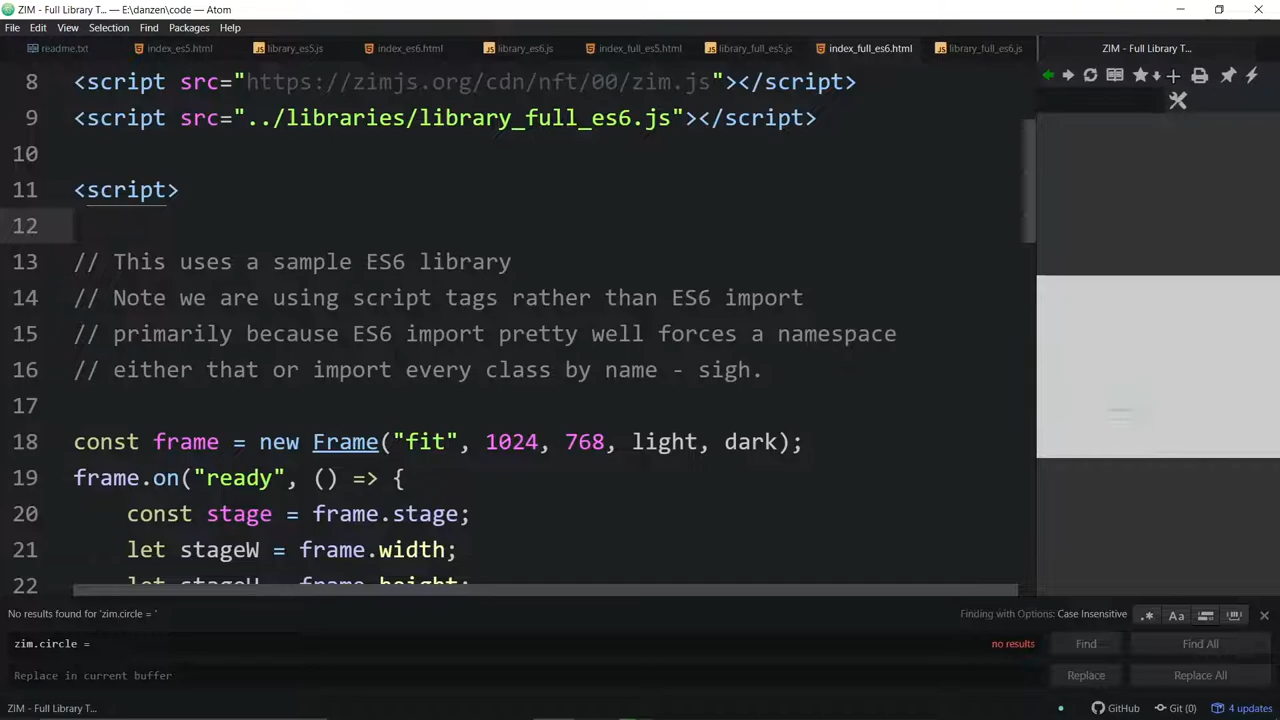 ZIM - Full Library T... — E:\danzen\code — Atom
File Edit View Selection Find Packages Help
readme.txt index_es5.html library_es5.js index_es6.html library_es6.js index_full_es5.html library_full_es5.js index_full_es6.html library_full_es6.js ZIM - Full Library T...
8 <script src="https://zimjs.org/cdn/nft/00/zim.js"></script>
9 <script src="../libraries/library_full_es6.js"></script>
10
11 <script>
12
13 // This uses a sample ES6 library
14 // Note we are using script tags rather than ES6 import
15 // primarily because ES6 import pretty well forces a namespace
16 // either that or import every class by name - sigh.
17
18 const frame = new Frame("fit", 1024, 768, light, dark);
19 frame.on("ready", () => {
20 const stage = frame.stage;
21 let stageW = frame.width;
22 let stageH = frame.height;
No results found for 'zim.circle = ' Finding with Options: Case Insensitive .* Aa
zim.circle = no results Find Find All
Replace in current buffer Replace Replace All
ZIM - Full Library T... GitHub Git (0) 4 updates